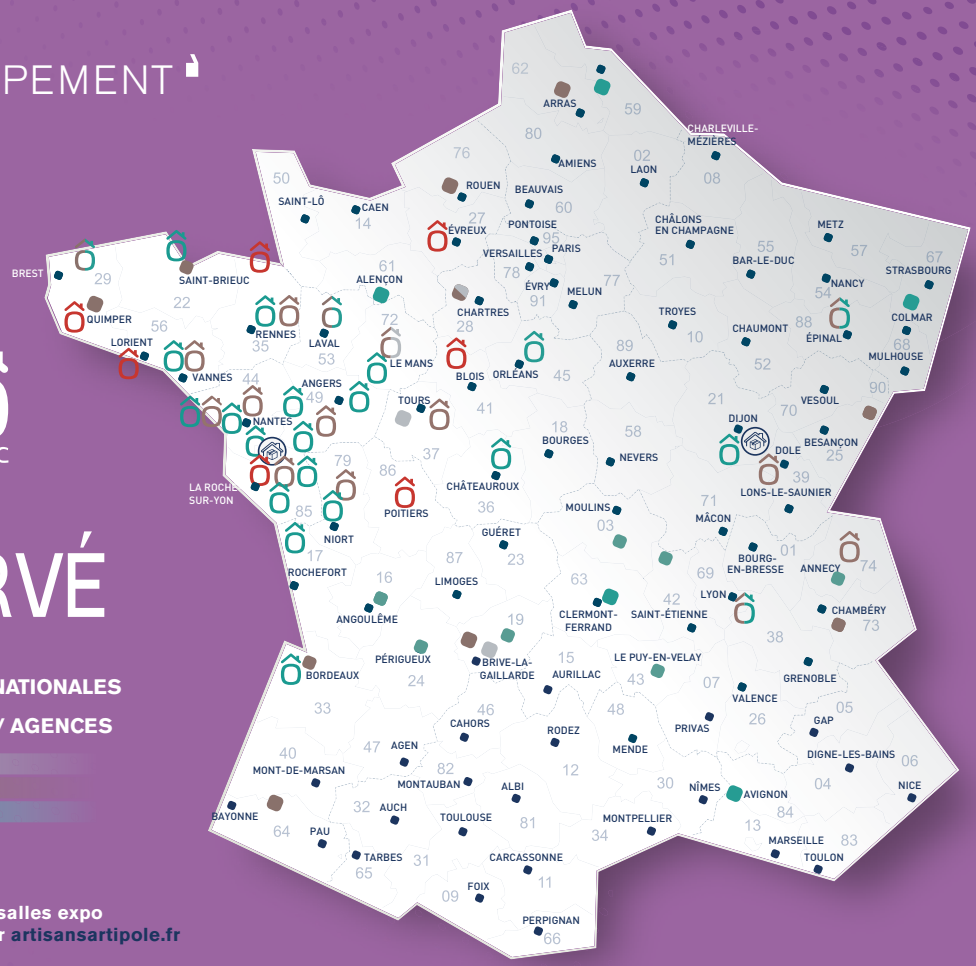 PEMENT
62
ARRAS
59
80
CHARLEVILLE-
MÉZIÈRES
76
AMIENS
02
LAON
08
50
SAINT-LÔ
CAEN
14
ROUEN
27
BEAUVAIS
60
ÉVREUX
PONTOISE
95
VERSAILLES
PARIS
78
ÉVRY
91
MELUN
77
CHÂLONS
EN CHAMPAGNE
51
55
BAR-LE-DUC
METZ
57
67
STRASBOURG
NANCY
54
BREST
29
SAINT-BRIEUC
22
QUIMPER
56
LORIENT
VANNES
61
ALENÇON
RENNES
35
LAVAL
53
72
LE MANS
CHARTRES
28
BLOIS
ORLÉANS
45
TROYES
10
CHAUMONT
52
88
ÉPINAL
COLMAR
68
MULHOUSE
89
AUXERRE
44
ANGERS
49
NANTES
TOURS
41
37
18
BOURGES
58
NEVERS
21
DIJON
70
VESOUL
90
BESANÇON
25
DOLE
39
LONS-LE-SAUNIER
LA ROCHE
SUR-YON
85
79
86
POITIERS
NIORT
CHÂTEAUROUX
36
MOULINS
03
71
MÂCON
01
BOURG-
EN-BRESSE
ANNECY
74
RVÉ
17
ROCHEFORT
16
ANGOULÊME
87
LIMOGES
GUÉRET
23
63
CLERMONT-
FERRAND
42
SAINT-ÉTIENNE
69
LYON
CHAMBÉRY
73
38
GRENOBLE
19
PÉRIGUEUX
24
BRIVE-LA-
GAILLARDE
15
AURILLAC
LE PUY-EN-VELAY
43
07
VALENCE
26
PRIVAS
05
GAP
BORDEAUX
33
NATIONALES
/ AGENCES
46
CAHORS
48
MENDE
RODEZ
12
40
MONT-DE-MARSAN
47
AGEN
82
MONTAUBAN
ALBI
81
30
NÎMES
AVIGNON
84
DIGNE-LES-BAINS
04
06
NICE
BAYONNE
64
PAU
32
AUCH
TARBES
65
31
TOULOUSE
34
MONTPELLIER
13
MARSEILLE
83
TOULON
CARCASSONNE
11
09
FOIX
PERPIGNAN
66
salles expo
r artisansartipole.fr